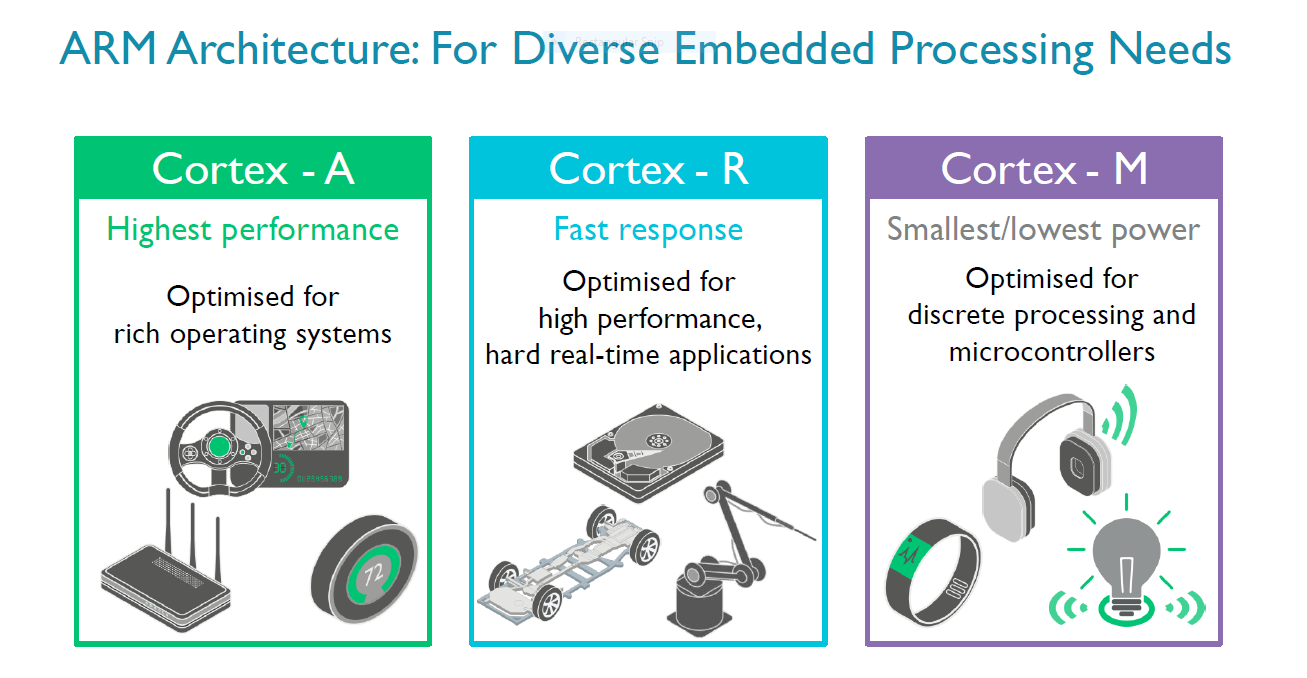 ARM Architecture: For Diverse Embedded Processing Needs
Cortex - A
Highest performance
Optimised for
rich operating systems
30
72
Cortex - R
Fast response
Optimised for
high performance,
hard real-time applications
Cortex - M
Smallest/lowest power
Optimised for
discrete processing and
microcontrollers